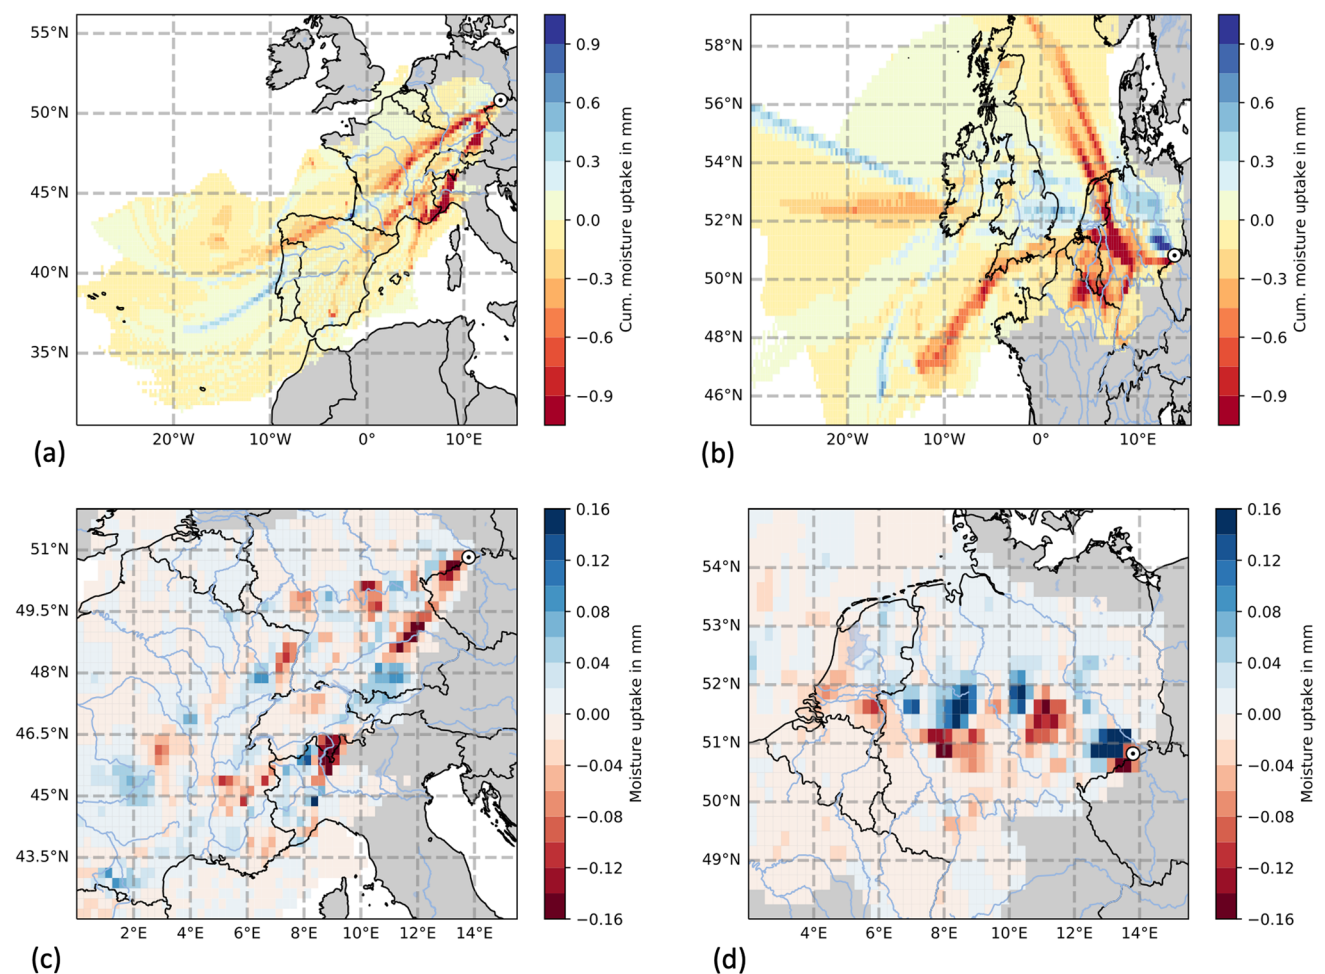 55°N
50°N
45°N
40°N
35°N
20°W 10°W 0° 10°E
0.9
0.6
0.3
0.0
−0.3
−0.6
−0.9
Cum. moisture uptake in mm
(a)
58°N
56°N
54°N
52°N
50°N
48°N
46°N
20°W 10°W 0° 10°E
0.9
0.6
0.3
0.0
−0.3
−0.6
−0.9
Cum. moisture uptake in mm
(b)
51°N
49.5°N
48°N
46.5°N
45°N
43.5°N
2°E 4°E 6°E 8°E 10°E 12°E 14°E
0.16
0.12
0.08
0.04
0.00
−0.04
−0.08
−0.12
−0.16
Moisture uptake in mm
(c)
54°N
53°N
52°N
51°N
50°N
49°N
4°E 6°E 8°E 10°E 12°E 14°E
0.16
0.12
0.08
0.04
0.00
−0.04
−0.08
−0.12
−0.16
Moisture uptake in mm
(d)